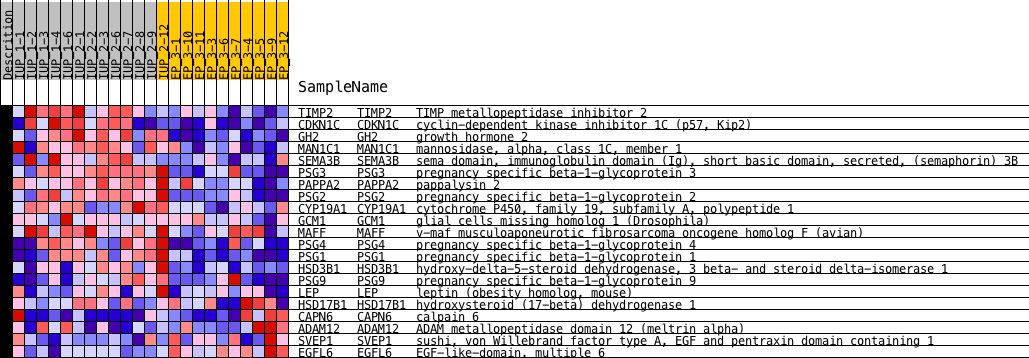 Descrition
IUP_1-1
IUP_1-2
IUP_1-3
IUP_1-4
IUP_1-6
IUP_2-1
IUP_2-2
IUP_2-3
IUP_2-6
IUP_2-7
IUP_2-8
IUP_2-9
IUP_2-12
EP_3-1
EP_3-10
EP_3-11
EP_3-3
EP_3-6
EP_3-7
EP_3-4
EP_3-5
EP_3-9
EP_3-12
SampleName
TIMP2 TIMP2 TIMP metallopeptidase inhibitor 2
CDKN1C CDKN1C cyclin-dependent kinase inhibitor 1C (p57, Kip2)
GH2 GH2 growth hormone 2
MAN1C1 MAN1C1 mannosidase, alpha, class 1C, member 1
SEMA3B SEMA3B sema domain, immunoglobulin domain (Ig), short basic domain, secreted, (semaphorin) 3B
PSG3 PSG3 pregnancy specific beta-1-glycoprotein 3
PAPPA2 PAPPA2 pappalysin 2
PSG2 PSG2 pregnancy specific beta-1-glycoprotein 2
CYP19A1 CYP19A1 cytochrome P450, family 19, subfamily A, polypeptide 1
GCM1 GCM1 glial cells missing homolog 1 (Drosophila)
MAFF MAFF v-maf musculoaponeurotic fibrosarcoma oncogene homolog F (avian)
PSG4 PSG4 pregnancy specific beta-1-glycoprotein 4
PSG1 PSG1 pregnancy specific beta-1-glycoprotein 1
HSD3B1 HSD3B1 hydroxy-delta-5-steroid dehydrogenase, 3 beta- and steroid delta-isomerase 1
PSG9 PSG9 pregnancy specific beta-1-glycoprotein 9
LEP LEP leptin (obesity homolog, mouse)
HSD17B1 HSD17B1 hydroxysteroid (17-beta) dehydrogenase 1
CAPN6 CAPN6 calpain 6
ADAM12 ADAM12 ADAM metallopeptidase domain 12 (meltrin alpha)
SVEP1 SVEP1 sushi, von Willebrand factor type A, EGF and pentraxin domain containing 1
EGFL6 EGFL6 EGF-like-domain, multiple 6